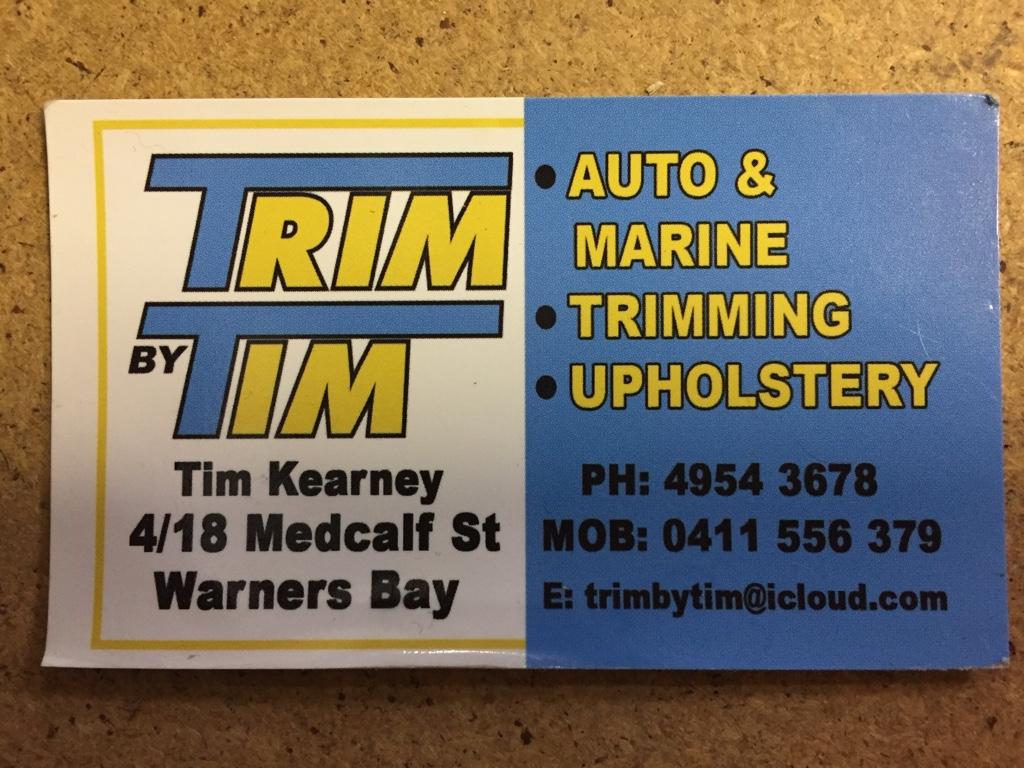 TRIM
BY TIM
Tim Kearney
4/18 Medcalf St
Warners Bay
• AUTO &
MARINE
• TRIMMING
• UPHOLSTERY
PH: 4954 3678
MOB: 0411 556 379
E: trimbytim@icloud.com